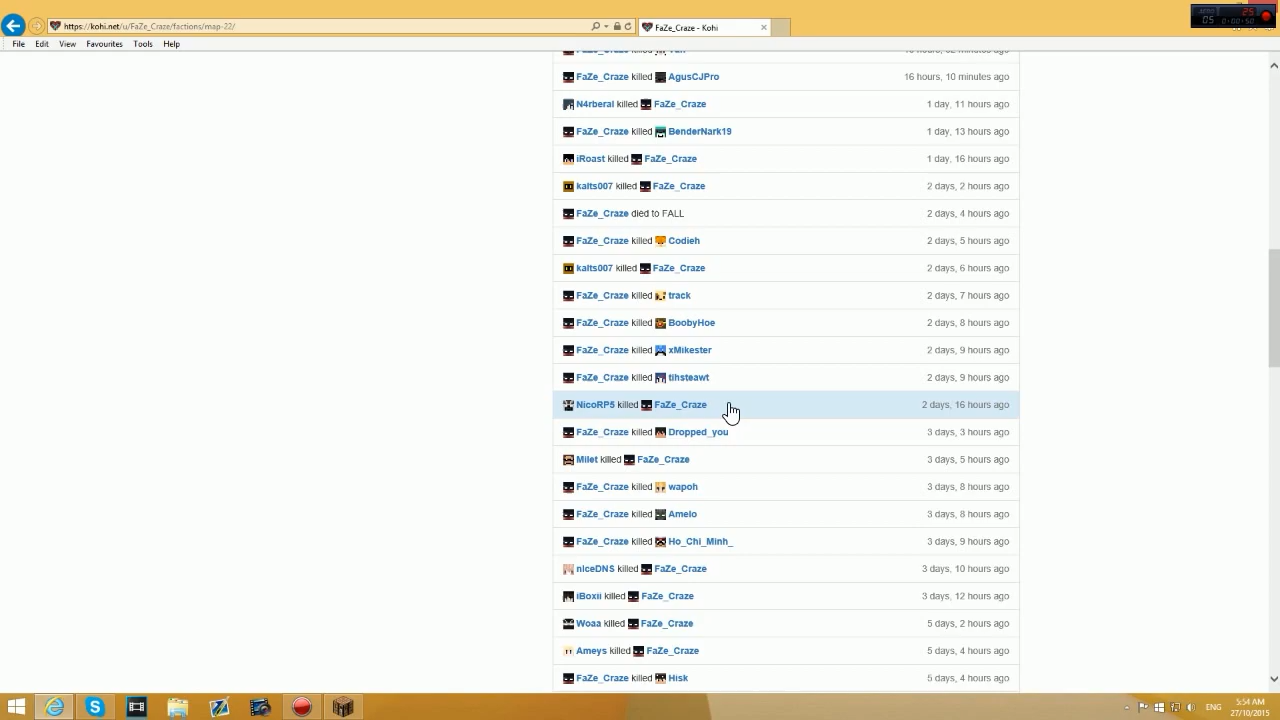 https://kohi.net/u/FaZe_Craze/factions/map-22/
FaZe_Craze - Kohi
25
05 0:00:50
File Edit View Favourites Tools Help
FaZe_Craze killed AgusCJPro 16 hours, 10 minutes ago
N4rberal killed FaZe_Craze 1 day, 11 hours ago
FaZe_Craze killed BenderNark19 1 day, 13 hours ago
iRoast killed FaZe_Craze 1 day, 16 hours ago
kalts007 killed FaZe_Craze 2 days, 2 hours ago
FaZe_Craze died to FALL 2 days, 4 hours ago
FaZe_Craze killed Codieh 2 days, 5 hours ago
kalts007 killed FaZe_Craze 2 days, 6 hours ago
FaZe_Craze killed track 2 days, 7 hours ago
FaZe_Craze killed BoobyHoe 2 days, 8 hours ago
FaZe_Craze killed xMikester 2 days, 9 hours ago
FaZe_Craze killed tihsteawt 2 days, 9 hours ago
NicoRP5 killed FaZe_Craze 2 days, 16 hours ago
FaZe_Craze killed Dropped_you 3 days, 3 hours ago
Milet killed FaZe_Craze 3 days, 5 hours ago
FaZe_Craze killed wapoh 3 days, 8 hours ago
FaZe_Craze killed Amelo 3 days, 8 hours ago
FaZe_Craze killed Ho_Chi_Minh_ 3 days, 9 hours ago
niceDNS killed FaZe_Craze 3 days, 10 hours ago
iBoxii killed FaZe_Craze 3 days, 12 hours ago
Woaa killed FaZe_Craze 5 days, 2 hours ago
Ameys killed FaZe_Craze 5 days, 4 hours ago
FaZe_Craze killed Hisk 5 days, 4 hours ago
ENG
5:54 AM
27/10/2015